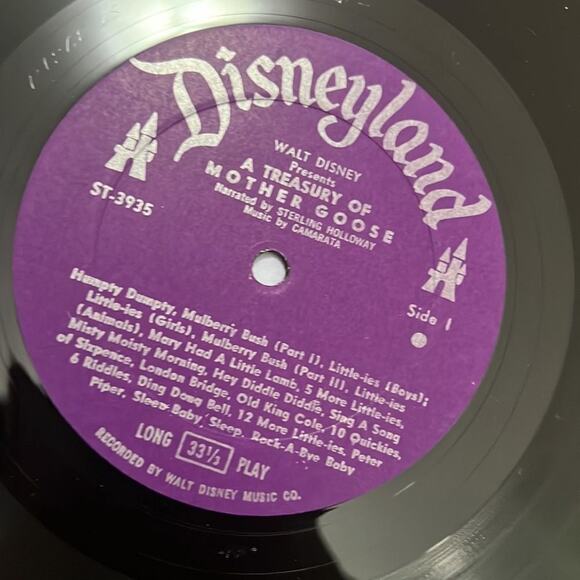 Disneyland
WALT DISNEY
Presents
A TREASURY OF
MOTHER GOOSE
Narrated by STERLING HOLLOWAY
Music by CAMARATA
ST-3935
Side 1
Humpty Dumpty, Mulberry Bush (Part I), Little-ies (Boys);
Little-ies (Girls), Mulberry Bush (Part II). Little-ies
(Animals), Mary Had A Little Lamb, 5 More Little-ies,
Misty Moisty Morning, Hey Diddle Diddle, Sing A Song
of Sixpence, London Bridge, Old King Cole, 10 Quickies,
6 Riddles, Ding Dong Bell, 12 More Little-ies, Peter
Piper, Sleep Baby Sleep, Rock-A-Bye Baby
LONG 33 1/3 PLAY
RECORDED BY WALT DISNEY MUSIC CO.